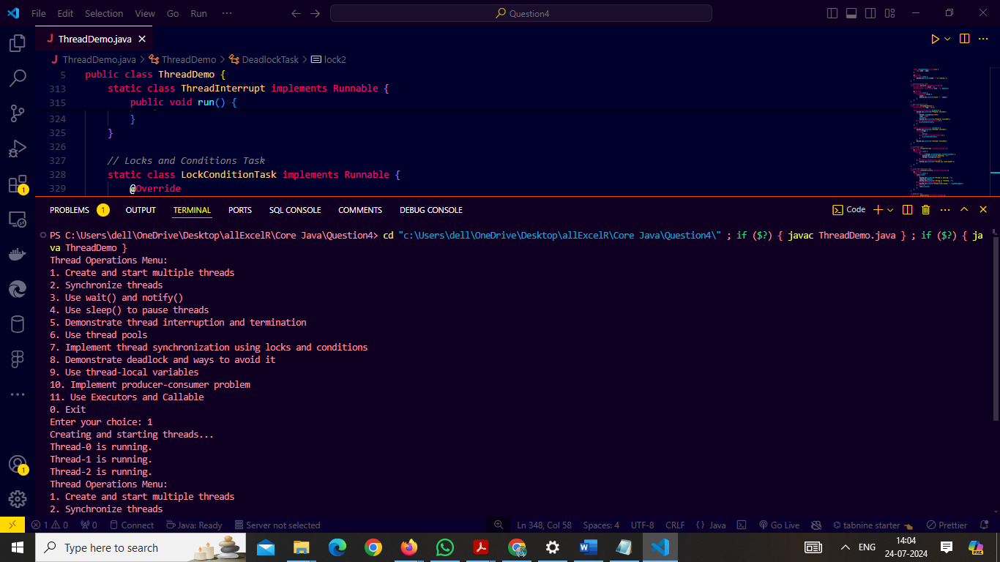 File Edit Selection View Go Run ··· Question4
ThreadDemo.java
ThreadDemo.java > ThreadDemo > DeadlockTask > lock2
5 public class ThreadDemo {
313 static class ThreadInterrupt implements Runnable {
315 public void run() {
324 }
325 }
326
327 // Locks and Conditions Task
328 static class LockConditionTask implements Runnable {
329 @Override
PROBLEMS 1 OUTPUT TERMINAL PORTS SQL CONSOLE COMMENTS DEBUG CONSOLE Code
PS C:\Users\dell\OneDrive\Desktop\allExcelR\Core Java\Question4> cd "c:\Users\dell\OneDrive\Desktop\allExcelR\Core Java\Question4\" ; if ($?) { javac ThreadDemo.java } ; if ($?) { ja
va ThreadDemo }
Thread Operations Menu:
1. Create and start multiple threads
2. Synchronize threads
3. Use wait() and notify()
4. Use sleep() to pause threads
5. Demonstrate thread interruption and termination
6. Use thread pools
7. Implement thread synchronization using locks and conditions
8. Demonstrate deadlock and ways to avoid it
9. Use thread-local variables
10. Implement producer-consumer problem
11. Use Executors and Callable
0. Exit
Enter your choice: 1
Creating and starting threads...
Thread-0 is running.
Thread-1 is running.
Thread-2 is running.
Thread Operations Menu:
1. Create and start multiple threads
2. Synchronize threads
1
1
1 0 0 Connect Java: Ready Server not selected Ln 348, Col 58 Spaces: 4 UTF-8 CRLF {} Java Go Live tabnine starter Prettier
Type here to search ENG 14:04
24-07-2024
PRE